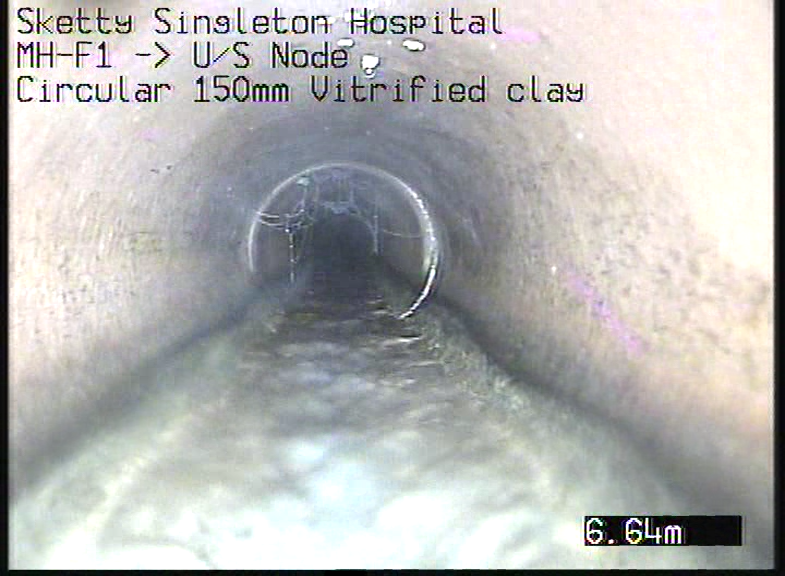 Sketty Singleton Hospital
MH-F1 -> U/S Node
Circular 150mm Vitrified clay
6.64m